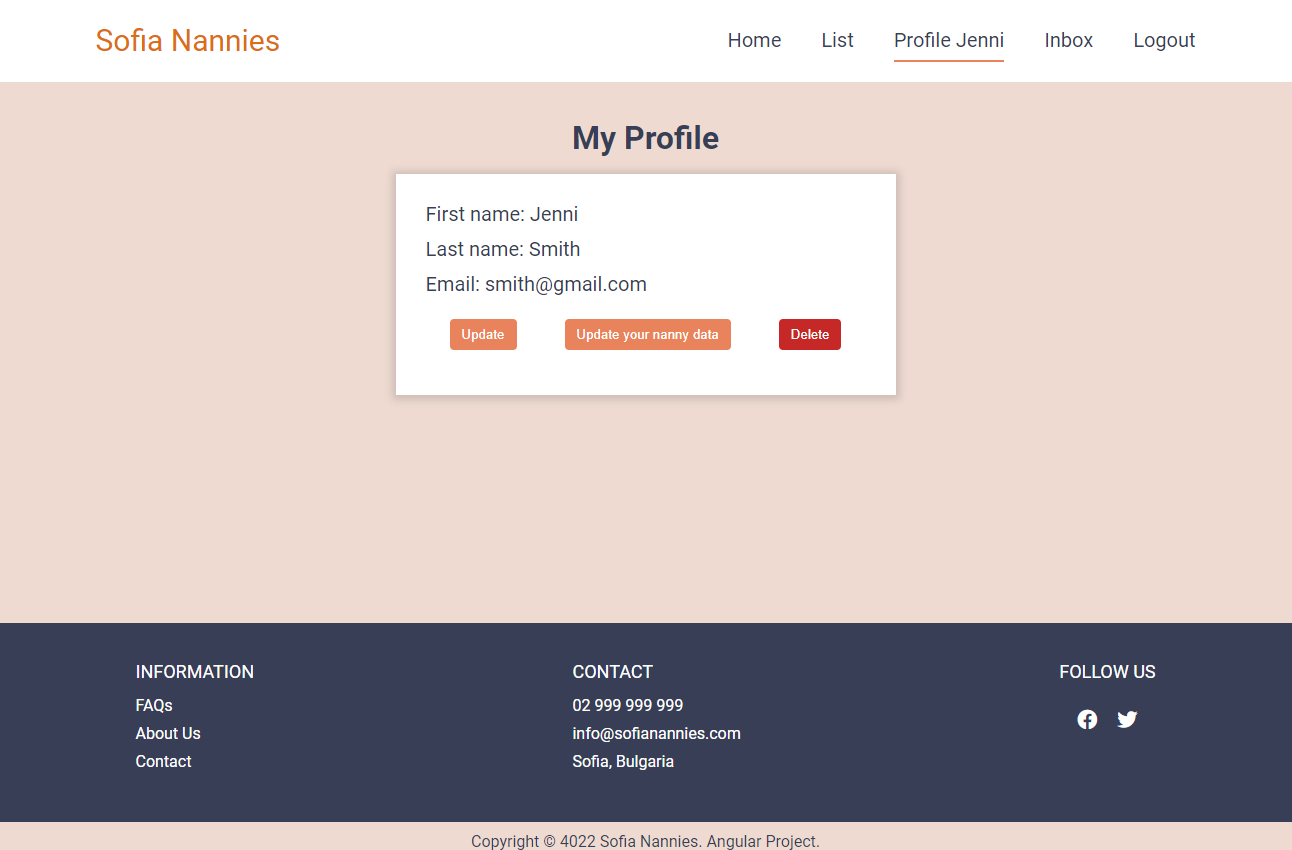 Sofia Nannies
Home List Profile Jenni Inbox Logout
My Profile
First name: Jenni
Last name: Smith
Email: smith@gmail.com
Update Update your nanny data Delete
INFORMATION
FAQs
About Us
Contact
CONTACT
02 999 999 999
info@sofianannies.com
Sofia, Bulgaria
FOLLOW US
Copyright © 4022 Sofia Nannies. Angular Project.